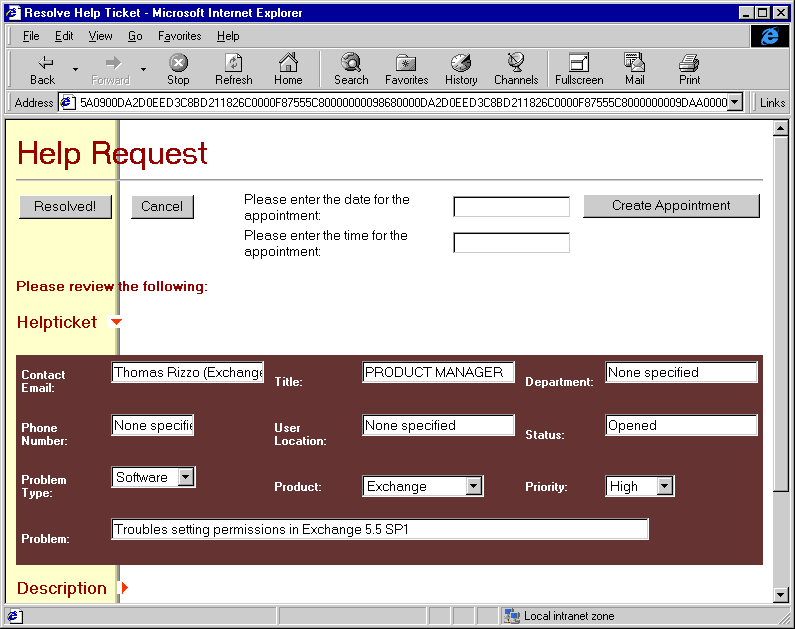 Resolve Help Ticket - Microsoft Internet Explorer
File Edit View Go Favorites Help
Back Forward Stop Refresh Home Search Favorites History Channels Fullscreen Mail Print
Address 5A0900DA2D0EED3C8BD211826C0000F87555C80000000098680000DA2D0EED3C8BD211826C0000F87555C8000000009DAA0000 Links
Help Request
Resolved! Cancel Please enter the date for the Create Appointment
appointment:
Please enter the time for the
appointment:
Please review the following:
Helpticket
Contact Thomas Rizzo (Exchange Title: PRODUCT MANAGER Department: None specified
Email:
Phone None specifie User None specified Status: Opened
Number: Location:
Problem Software Product: Exchange Priority: High
Type:
Problem: Troubles setting permissions in Exchange 5.5 SP1
Description
Local intranet zone